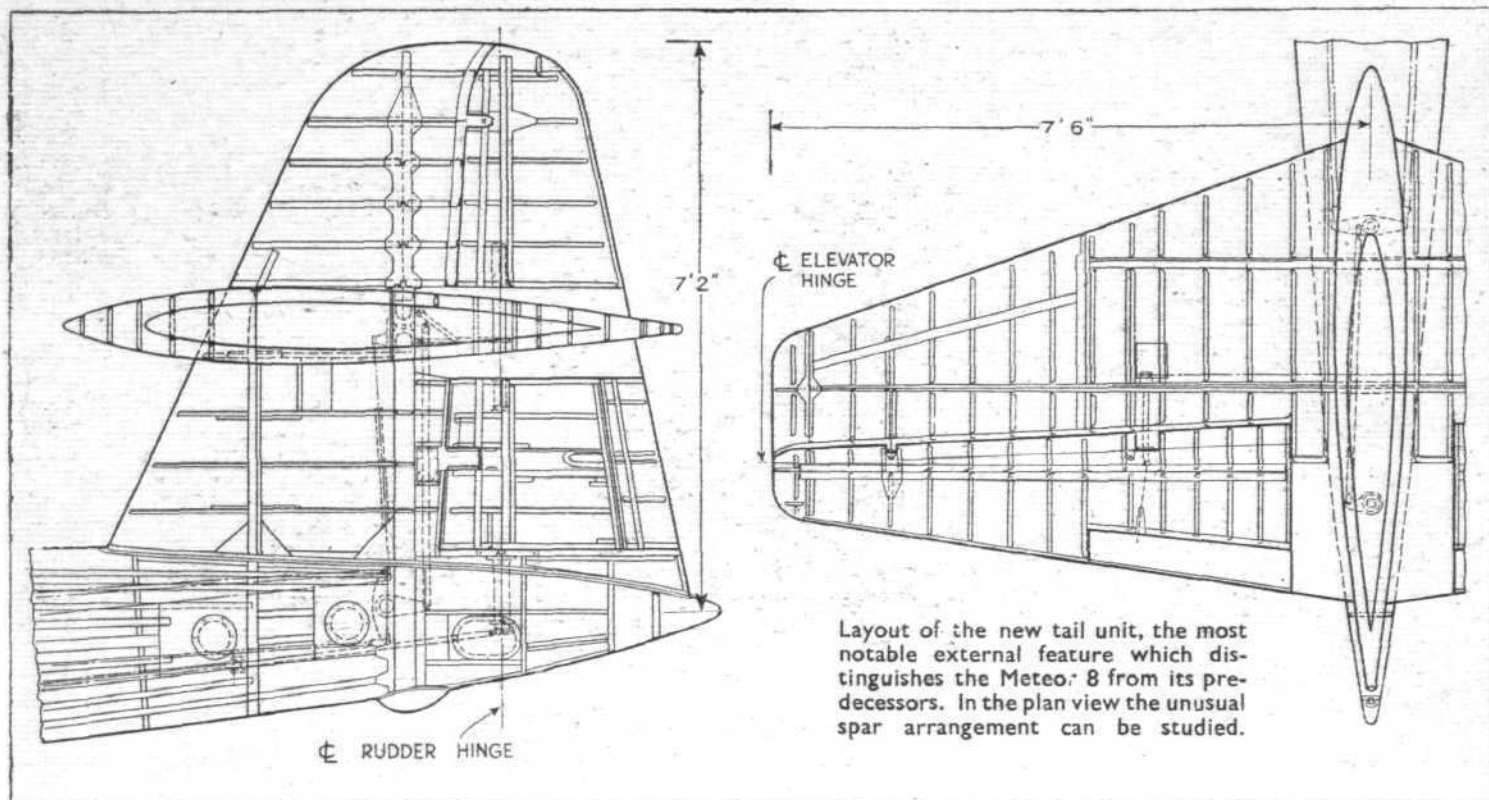 7'2"
℄ RUDDER HINGE
7'6"
℄ ELEVATOR
HINGE
Layout of the new tail unit, the most
notable external feature which dis-
tinguishes the Meteor 8 from its pre-
decessors. In the plan view the unusual
spar arrangement can be studied.